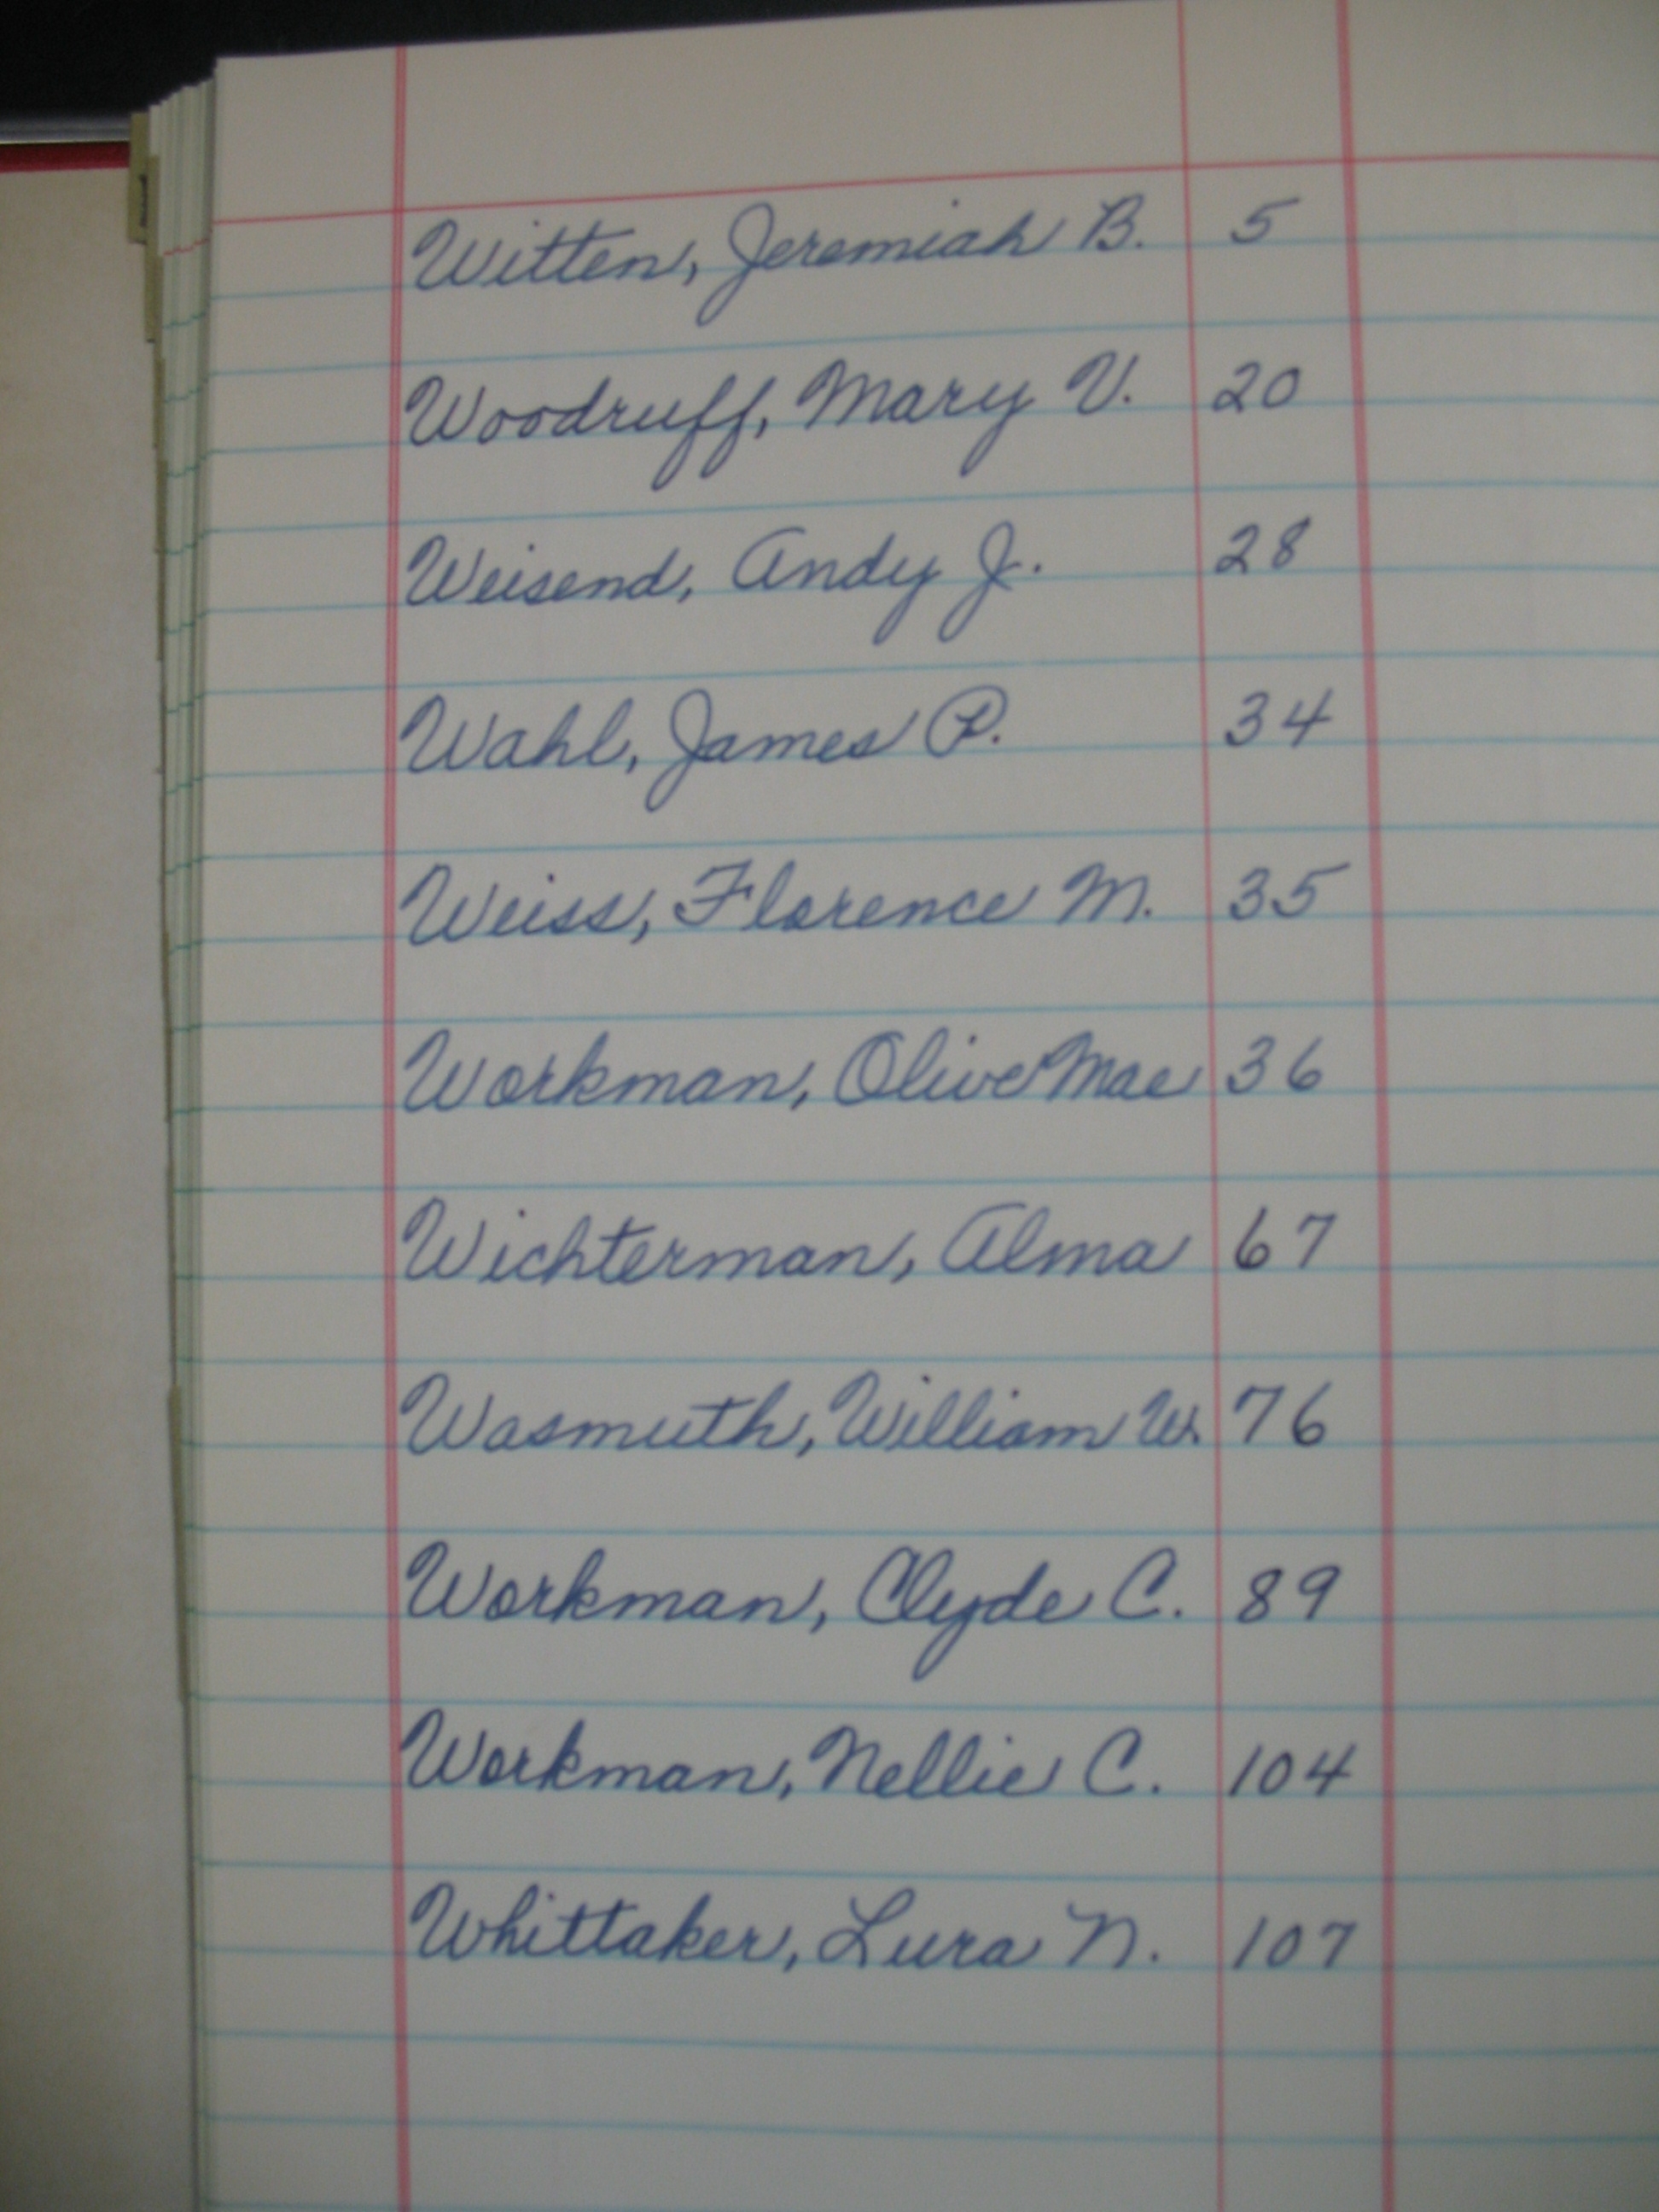 Witten, Jeremiah B. 5
Woodruff, Mary V. 20
Weisend, Andy J. 28
Wahl, James P. 34
Weiss, Florence M. 35
Workman, Olive Mae 36
Wichterman, Alma 67
Wasmuth, William W. 76
Workman, Clyde C. 89
Workman, Nellie C. 104
Whittaker, Lura N. 107